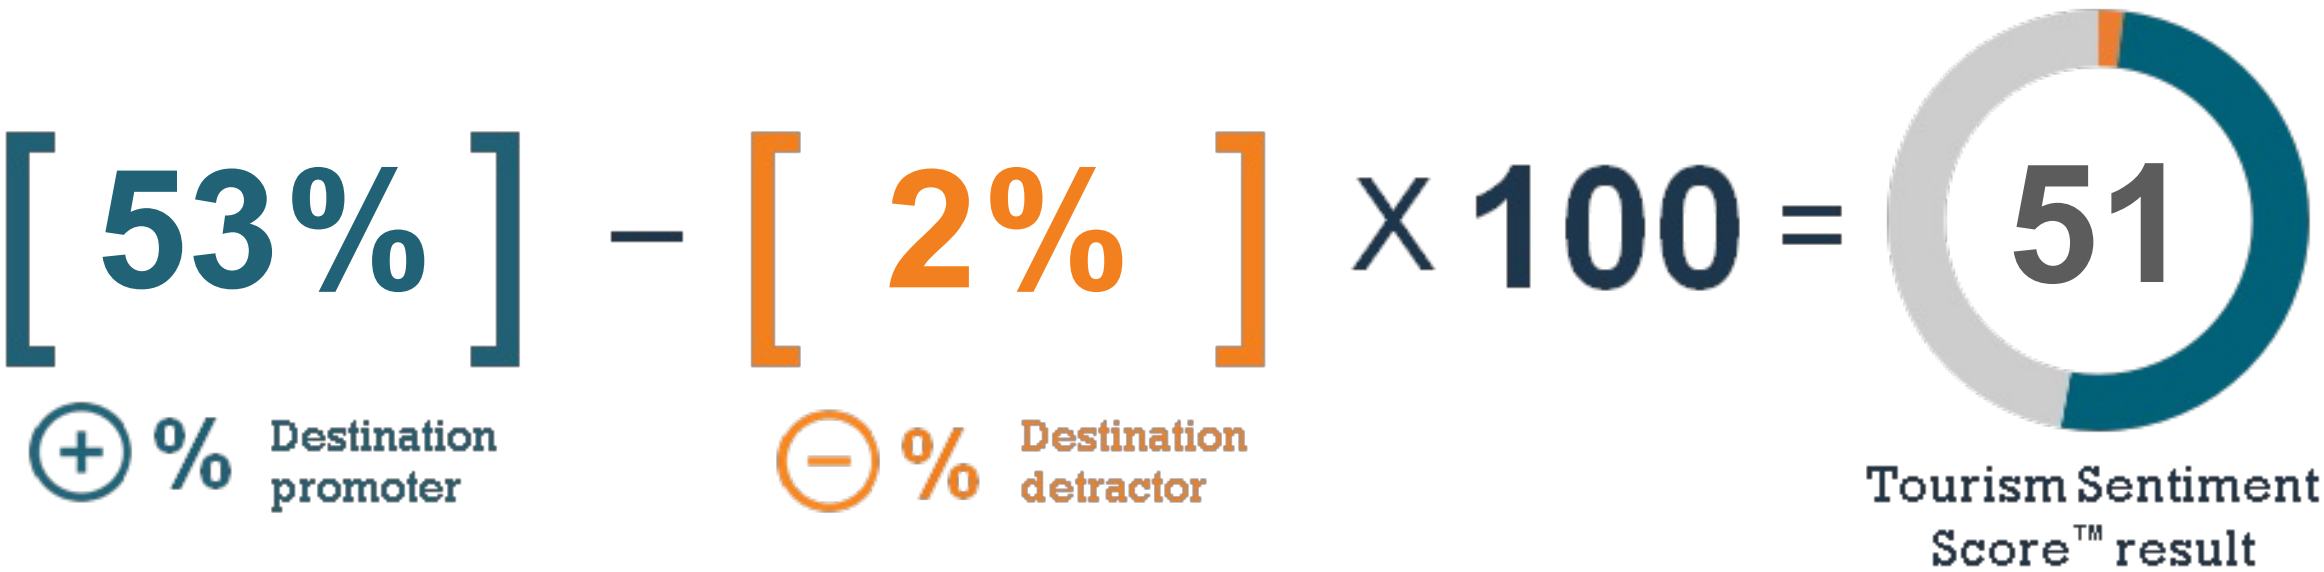 [ 53% ] – [ 2% ] X 100 = 51
+ % Destination
promoter
− % Destination
detractor
Tourism Sentiment
Score™ result